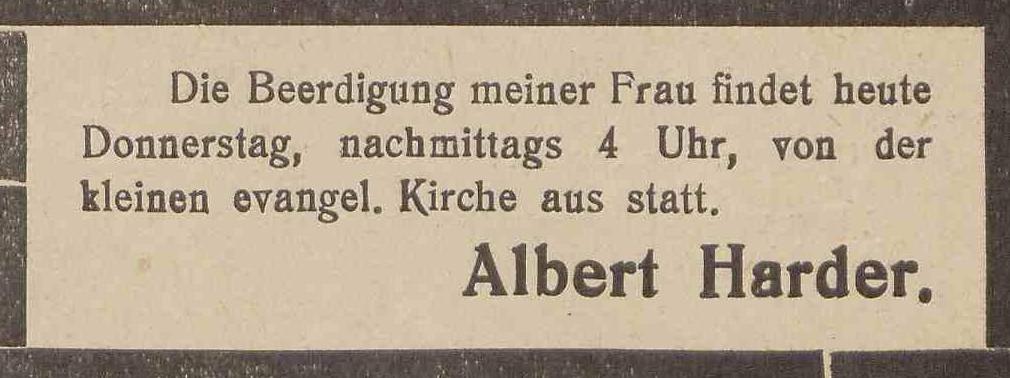 Die Beerdigung meiner Frau findet heute
Donnerstag, nachmittags 4 Uhr, von der
kleinen evangel. Kirche aus statt.
Albert Harder.